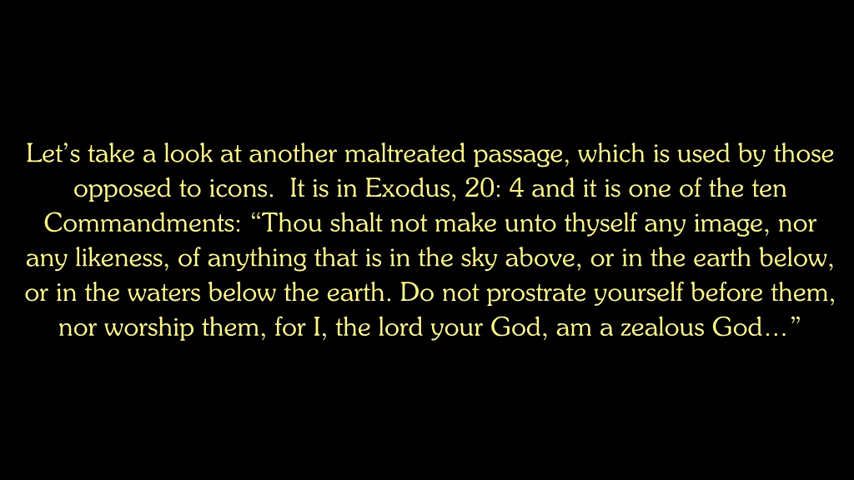 Let’s take a look at another maltreated passage, which is used by those
opposed to icons.  It is in Exodus, 20: 4 and it is one of the ten
Commandments: “Thou shalt not make unto thyself any image, nor
any likeness, of anything that is in the sky above, or in the earth below,
or in the waters below the earth. Do not prostrate yourself before them,
nor worship them, for I, the lord your God, am a zealous God…”